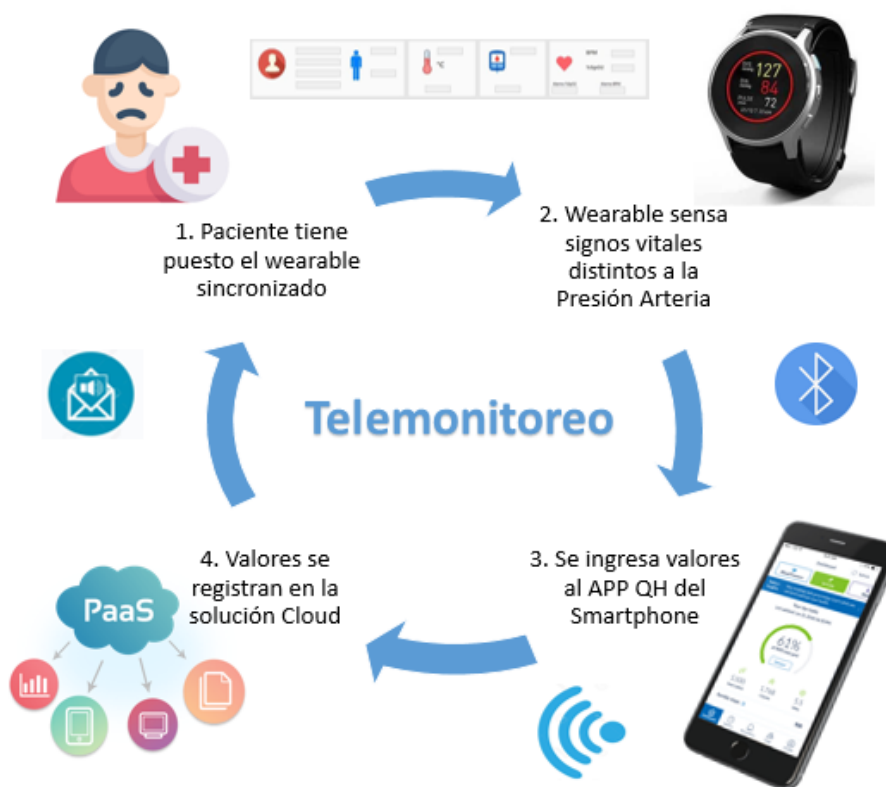 °C
BPM
127
84
72
1. Paciente tiene
puesto el wearable
sincronizado
2. Wearable sensa
signos vitales
distintos a la
Presión Arteria
Telemonitoreo
4. Valores se
registran en la
solución Cloud
3. Se ingresa valores
al APP QH del
Smartphone
PaaS
61%